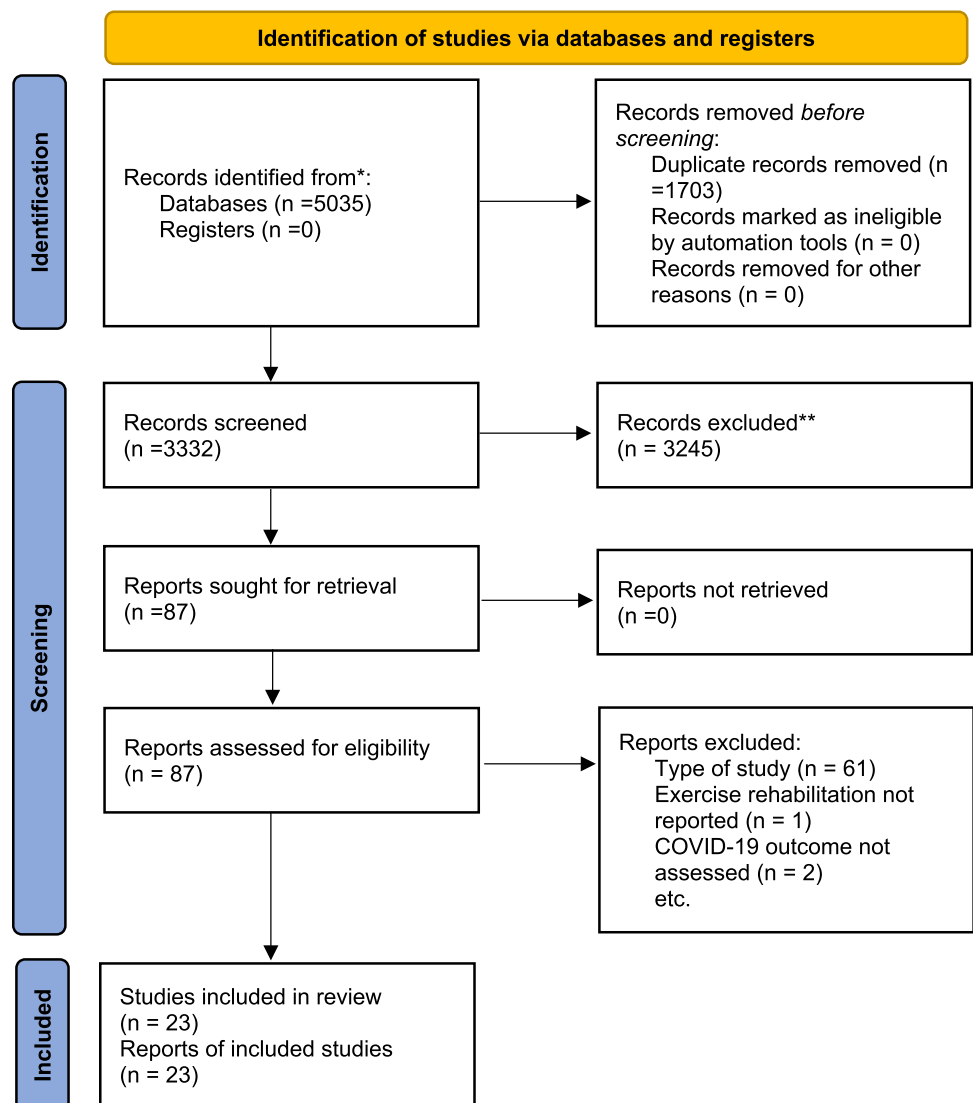 Identification of studies via databases and registers
Identification
Records identified from*:
Databases (n =5035)
Registers (n =0)
Records removed before
screening:
Duplicate records removed (n
=1703)
Records marked as ineligible
by automation tools (n = 0)
Records removed for other
reasons (n = 0)
Screening
Records screened
(n =3332)
Records excluded**
(n = 3245)
Reports sought for retrieval
(n =87)
Reports not retrieved
(n =0)
Reports assessed for eligibility
(n = 87)
Reports excluded:
Type of study (n = 61)
Exercise rehabilitation not
reported (n = 1)
COVID-19 outcome not
assessed (n = 2)
etc.
Included
Studies included in review
(n = 23)
Reports of included studies
(n = 23)